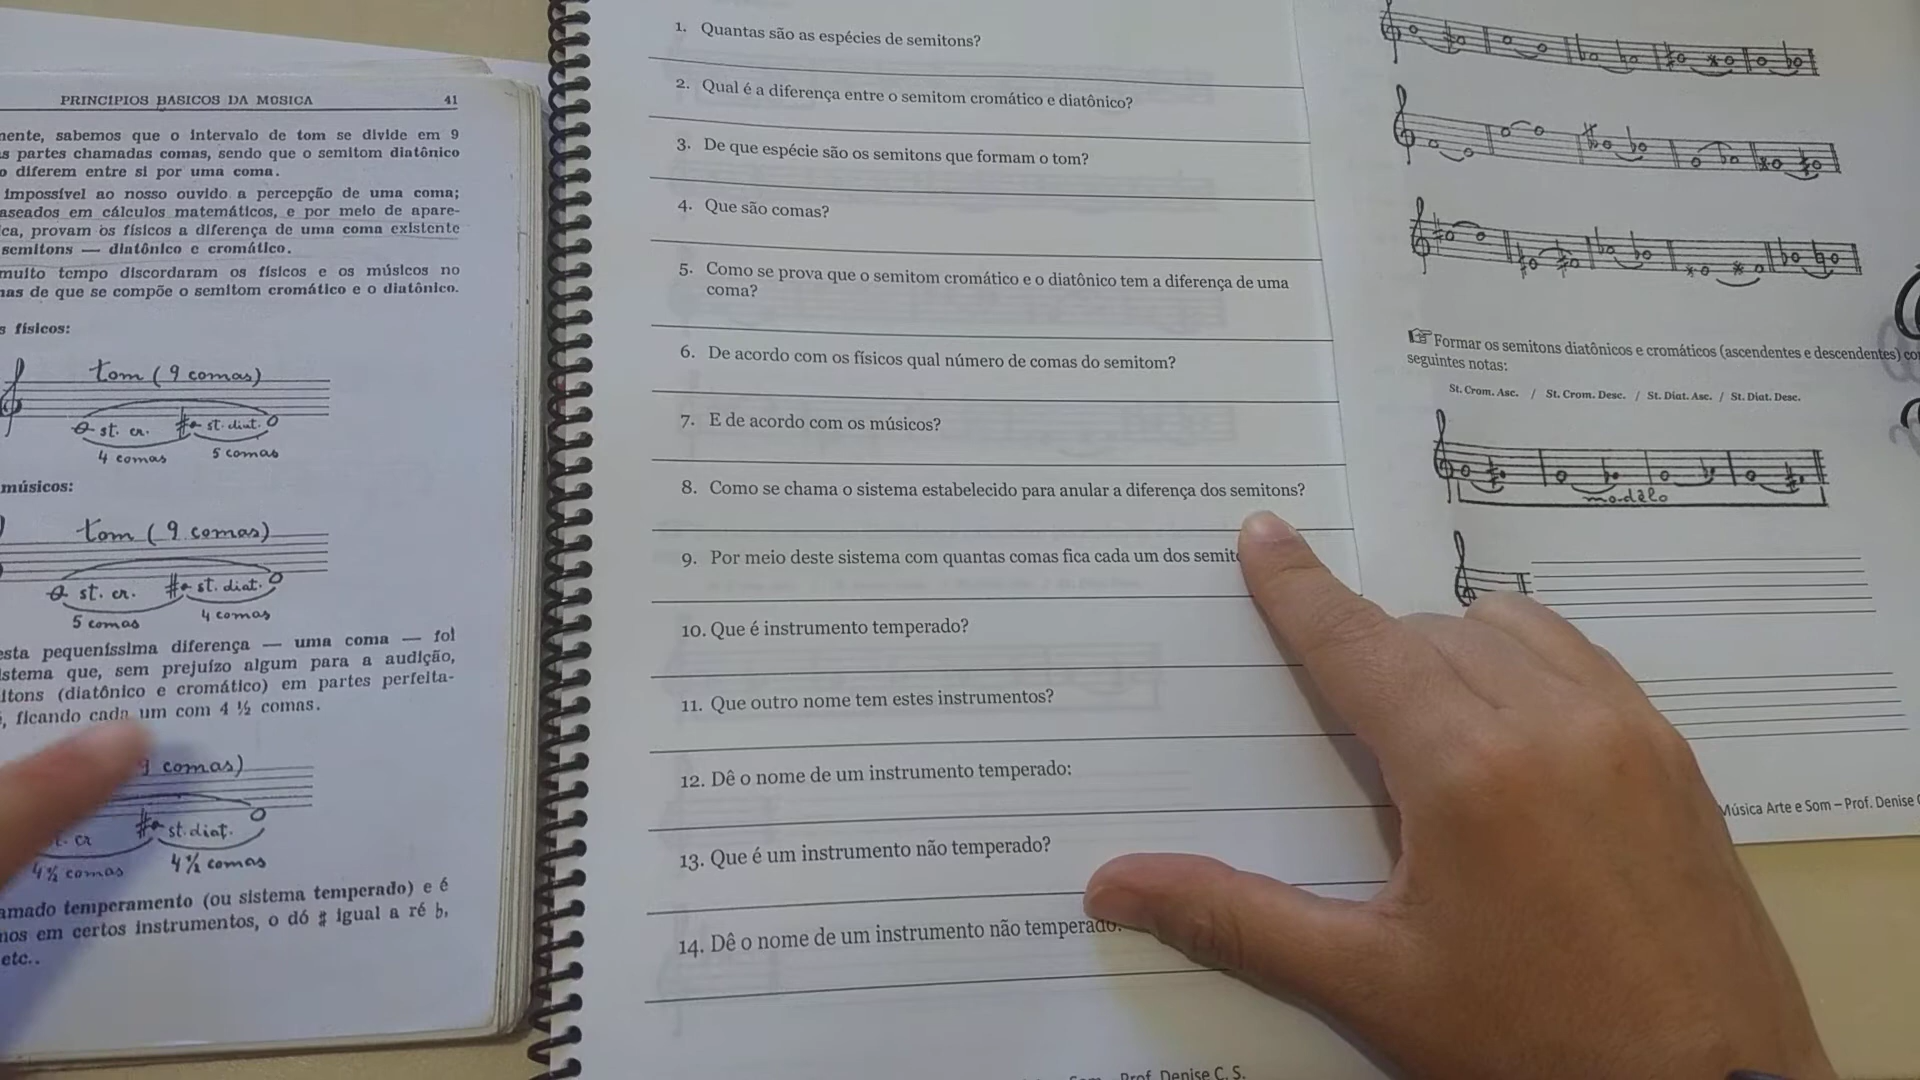 PRINCIPIOS BASICOS DA MUSICA 41
sabemos que o intervalo de tom se divide em 9
partes chamadas comas, sendo que o semitom diatônico
diferem entre si por uma coma.
impossível ao nosso ouvido a percepção de uma coma;
em cálculos matemáticos, e por meio de apare-
provam os físicos a diferença de uma coma existente
semitons — diatônico e cromático.
muito tempo discordaram os físicos e os músicos no
de que se compõe o semitom cromático e o diatônico.
físicos:
tom (9 comas)
st. cr. st. diat.
4 comas 5 comas
músicos:
tom (9 comas)
st. cr. st. diat.
5 comas 4 comas
esta pequeníssima diferença — uma coma — foi
que, sem prejuízo algum para a audição,
(diatônico e cromático) em partes perfeita-
ficando cada um com 4 ½ comas.
9 comas)
cr st. diat.
4 ½ comas 4 ½ comas
temperamento (ou sistema temperado) e é
em certos instrumentos, o dó # igual a ré b,
etc..
1. Quantas são as espécies de semitons?
2. Qual é a diferença entre o semitom cromático e diatônico?
3. De que espécie são os semitons que formam o tom?
4. Que são comas?
5. Como se prova que o semitom cromático e o diatônico tem a diferença de uma
coma?
6. De acordo com os físicos qual número de comas do semitom?
7. E de acordo com os músicos?
8. Como se chama o sistema estabelecido para anular a diferença dos semitons?
9. Por meio deste sistema com quantas comas fica cada um dos
10. Que é instrumento temperado?
11. Que outro nome tem estes instrumentos?
12. Dê o nome de um instrumento temperado:
13. Que é um instrumento não temperado?
14. Dê o nome de um instrumento não temperado:
Prof. Denise C. S.
Formar os semitons diatônicos e cromáticos (ascendentes e descendentes)
seguintes notas:
St. Crom. Asc. / St. Crom. Desc. / St. Diat. Asc. / St. Diat. Desc.
modêlo
Música Arte e Som – Prof. Denise